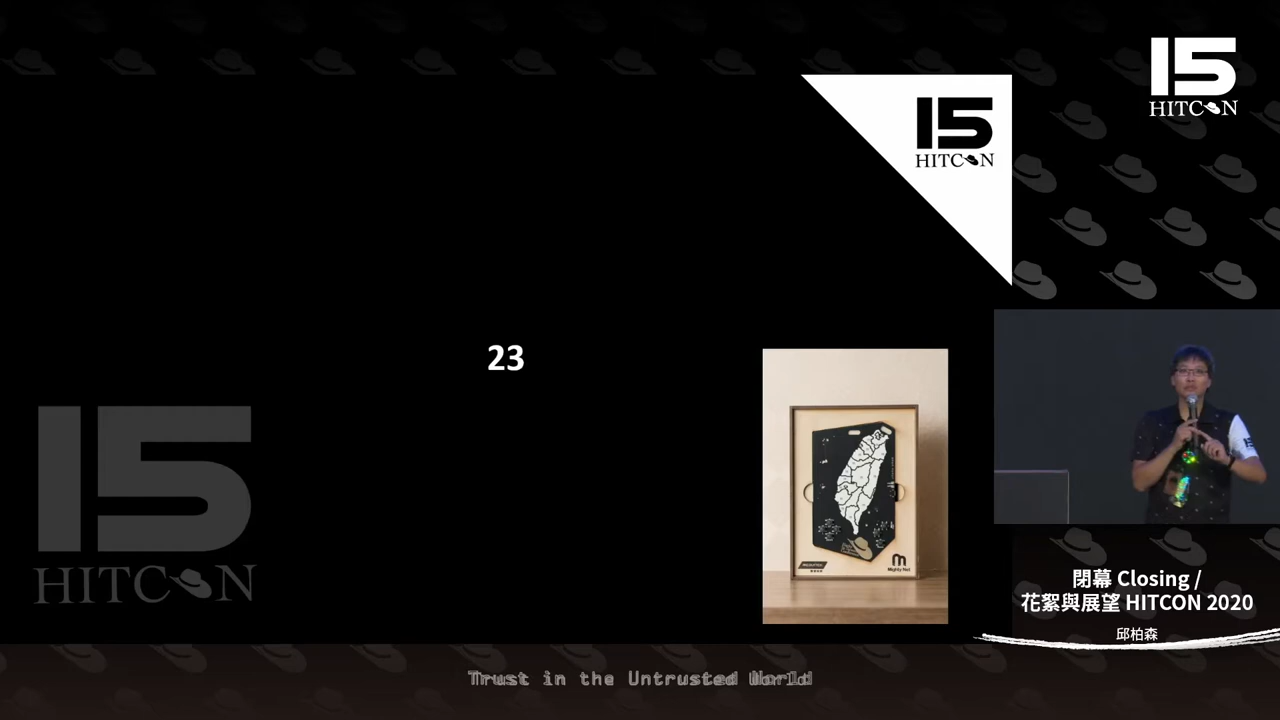 15
HITCON
15
HITCON
23
15
HITCON
Mighty Net
閉幕 Closing /
花絮與展望 HITCON 2020
邱柏森
Trust in the Untrusted World